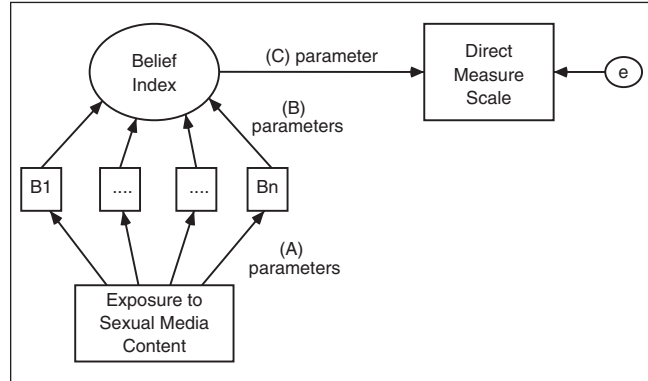 Belief
Index
(C) parameter
Direct
Measure
Scale
e
(B)
parameters
B1
....
....
Bn
(A)
parameters
Exposure to
Sexual Media
Content